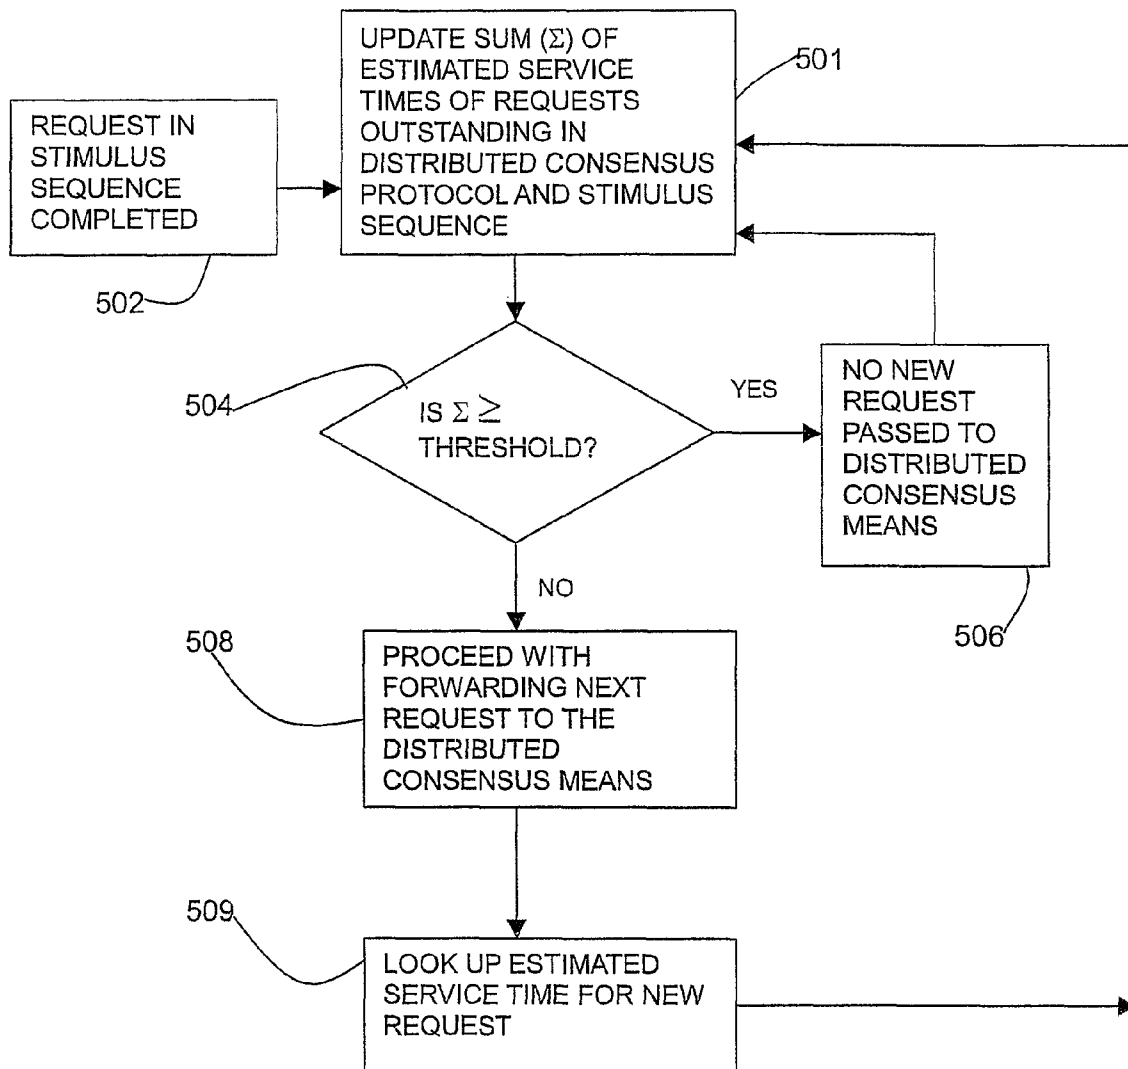 UPDATE SUM (Σ) OF
ESTIMATED SERVICE
TIMES OF REQUESTS
OUTSTANDING IN
DISTRIBUTED CONSENSUS
PROTOCOL AND STIMULUS
SEQUENCE
501
REQUEST IN
STIMULUS
SEQUENCE
COMPLETED
502
504
IS Σ ≥
THRESHOLD?
YES
NO NEW
REQUEST
PASSED TO
DISTRIBUTED
CONSENSUS
MEANS
506
NO
508
PROCEED WITH
FORWARDING NEXT
REQUEST TO THE
DISTRIBUTED
CONSENSUS MEANS
509
LOOK UP ESTIMATED
SERVICE TIME FOR NEW
REQUEST